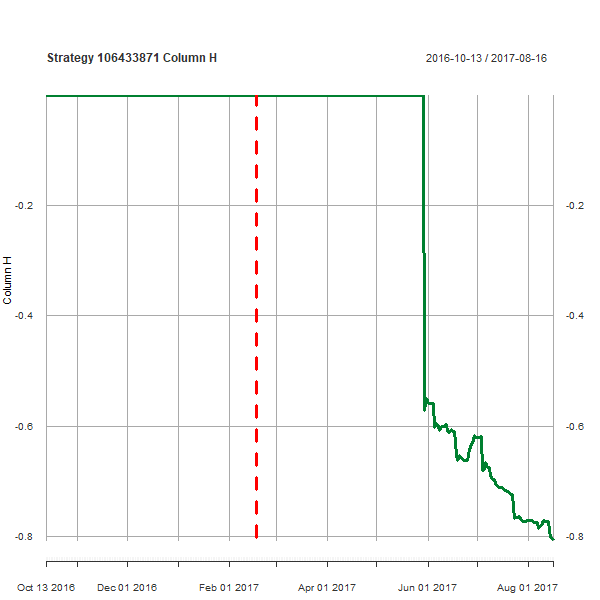 Strategy 106433871 Column H
2016-10-13 / 2017-08-16
-0.2
-0.2
-0.4
-0.4
-0.6
-0.6
-0.8
-0.8
Column H
Oct 13 2016
Dec 01 2016
Feb 01 2017
Apr 01 2017
Jun 01 2017
Aug 01 2017